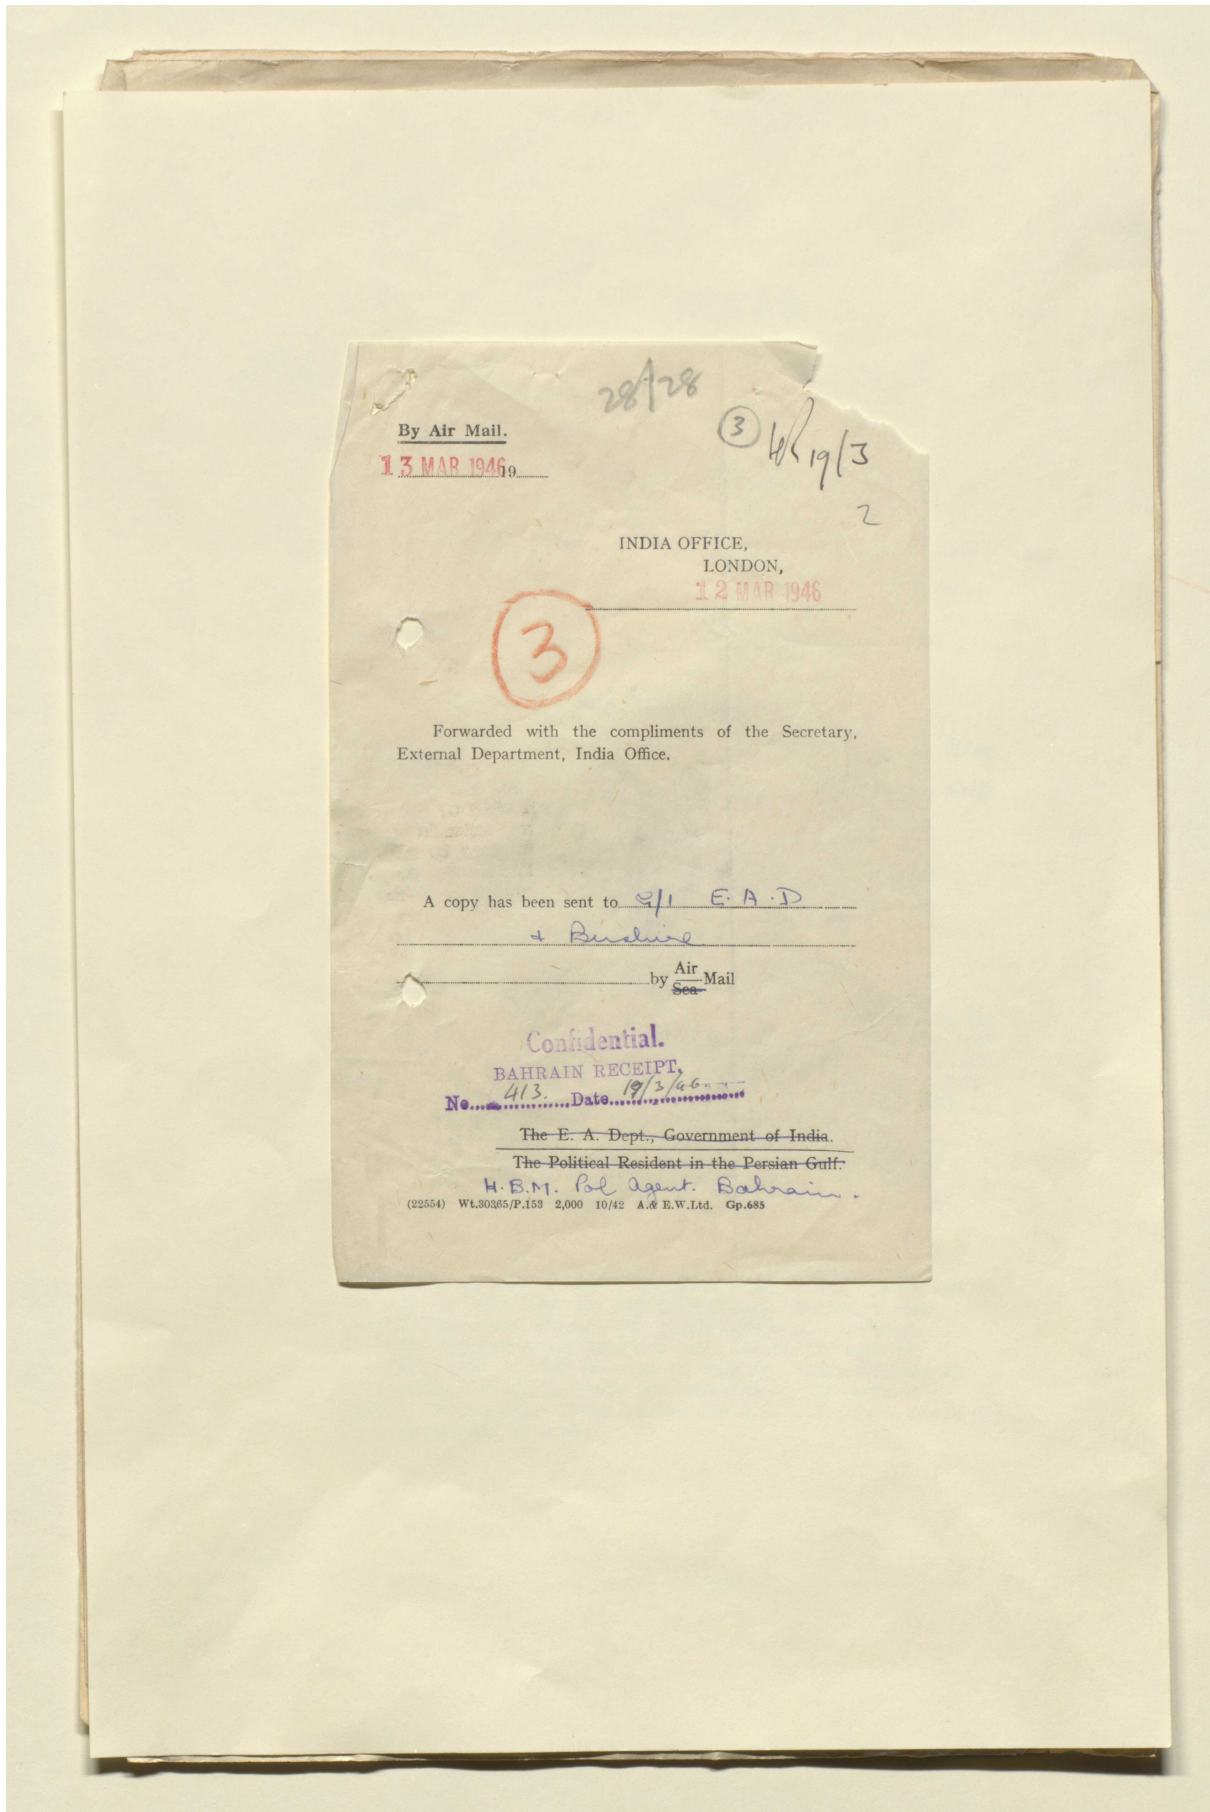 28/28
By Air Mail.
3
19/3
13 MAR 1946 19
2
INDIA OFFICE,
LONDON,
12 MAR 1946
3
Forwarded with the compliments of the Secretary,
External Department, India Office.
A copy has been sent to G/I E.A.D
+ Bushire
by Air Mail
Sea
Confidential.
BAHRAIN RECEIPT,
No. 413. Date 19/3/46
The E. A. Dept., Government of India.
The Political Resident in the Persian Gulf.
H.B.M. Pol Agent. Bahrain.
(22554) Wt.30365/P.153 2,000 10/42 A.& E.W.Ltd. Gp.685